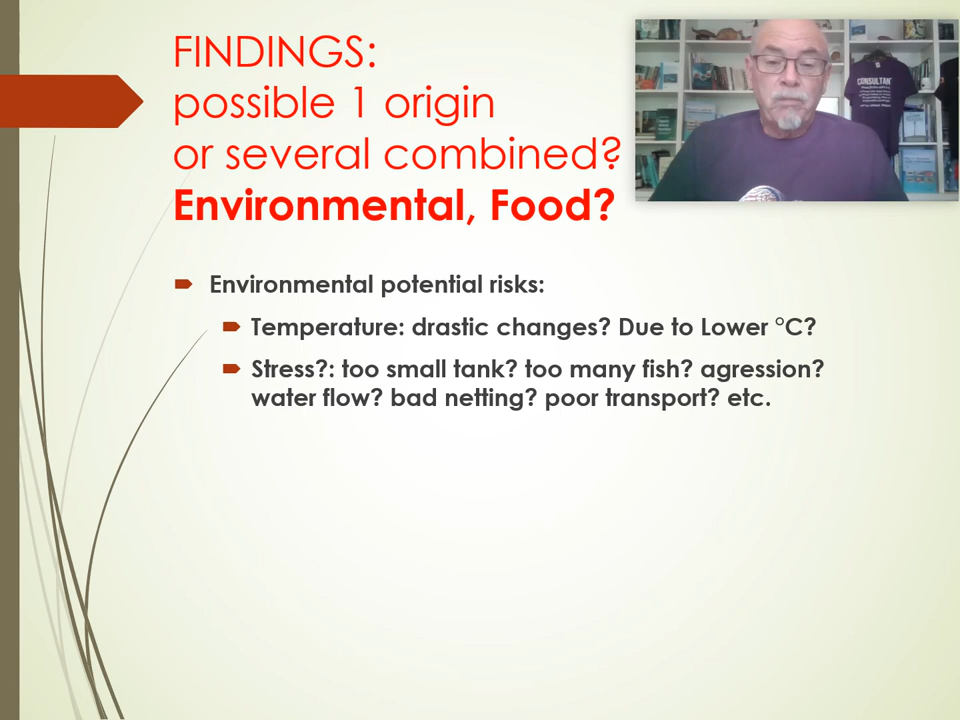 FINDINGS:
possible 1 origin
or several combined?
Environmental, Food?
Environmental potential risks:
Temperature: drastic changes? Due to Lower °C?
Stress?: too small tank? too many fish? agression?
water flow? bad netting? poor transport? etc.
CONSULTANT